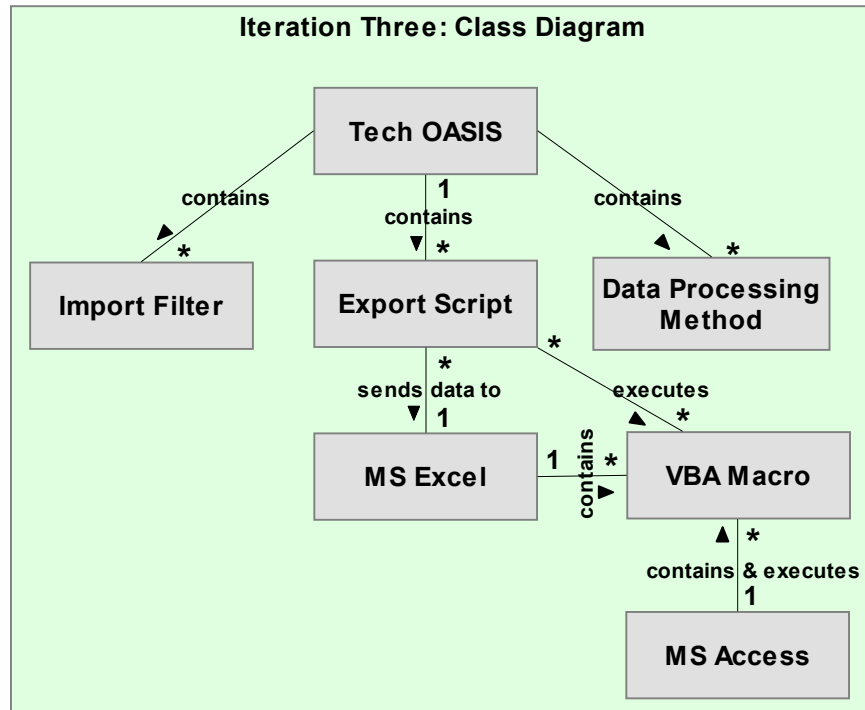 Iteration Three: Class Diagram
Tech OASIS
1
contains
*
contains
*
contains
*
Import Filter
Export Script
Data Processing
Method
*
sends data to
1
*
executes
*
MS Excel
1
contains
*
VBA Macro
*
contains & executes
1
MS Access